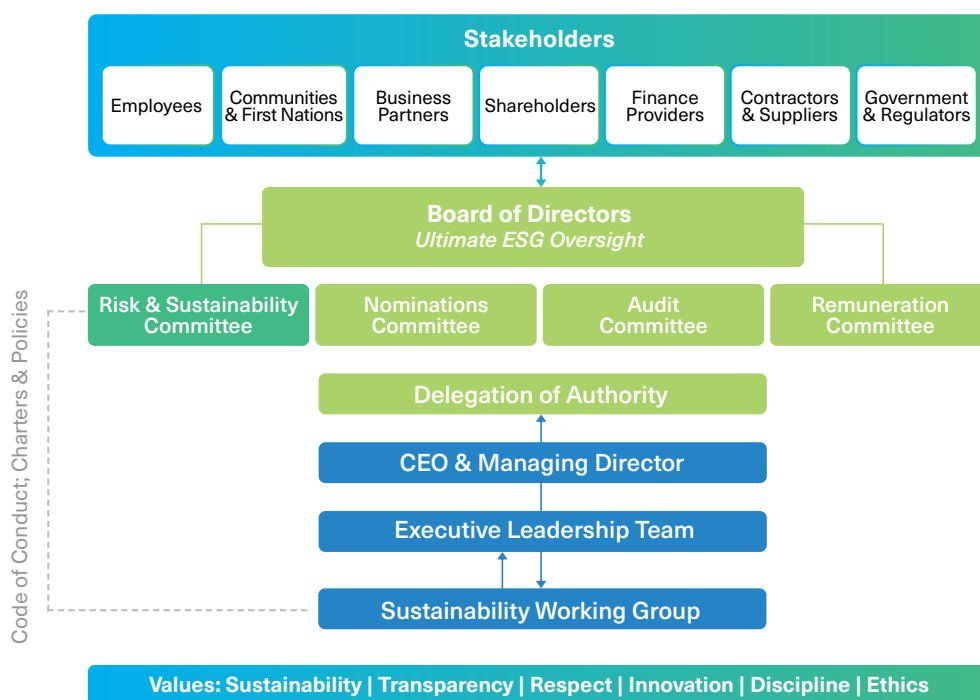 Stakeholders
Employees
Communities
& First Nations
Business
Partners
Shareholders
Finance
Providers
Contractors
& Suppliers
Government
& Regulators
Board of Directors
Ultimate ESG Oversight
Risk & Sustainability
Committee
Nominations
Committee
Audit
Committee
Remuneration
Committee
Code of Conduct; Charters & Policies
Delegation of Authority
CEO & Managing Director
Executive Leadership Team
Sustainability Working Group
Values: Sustainability | Transparency | Respect | Innovation | Discipline | Ethics